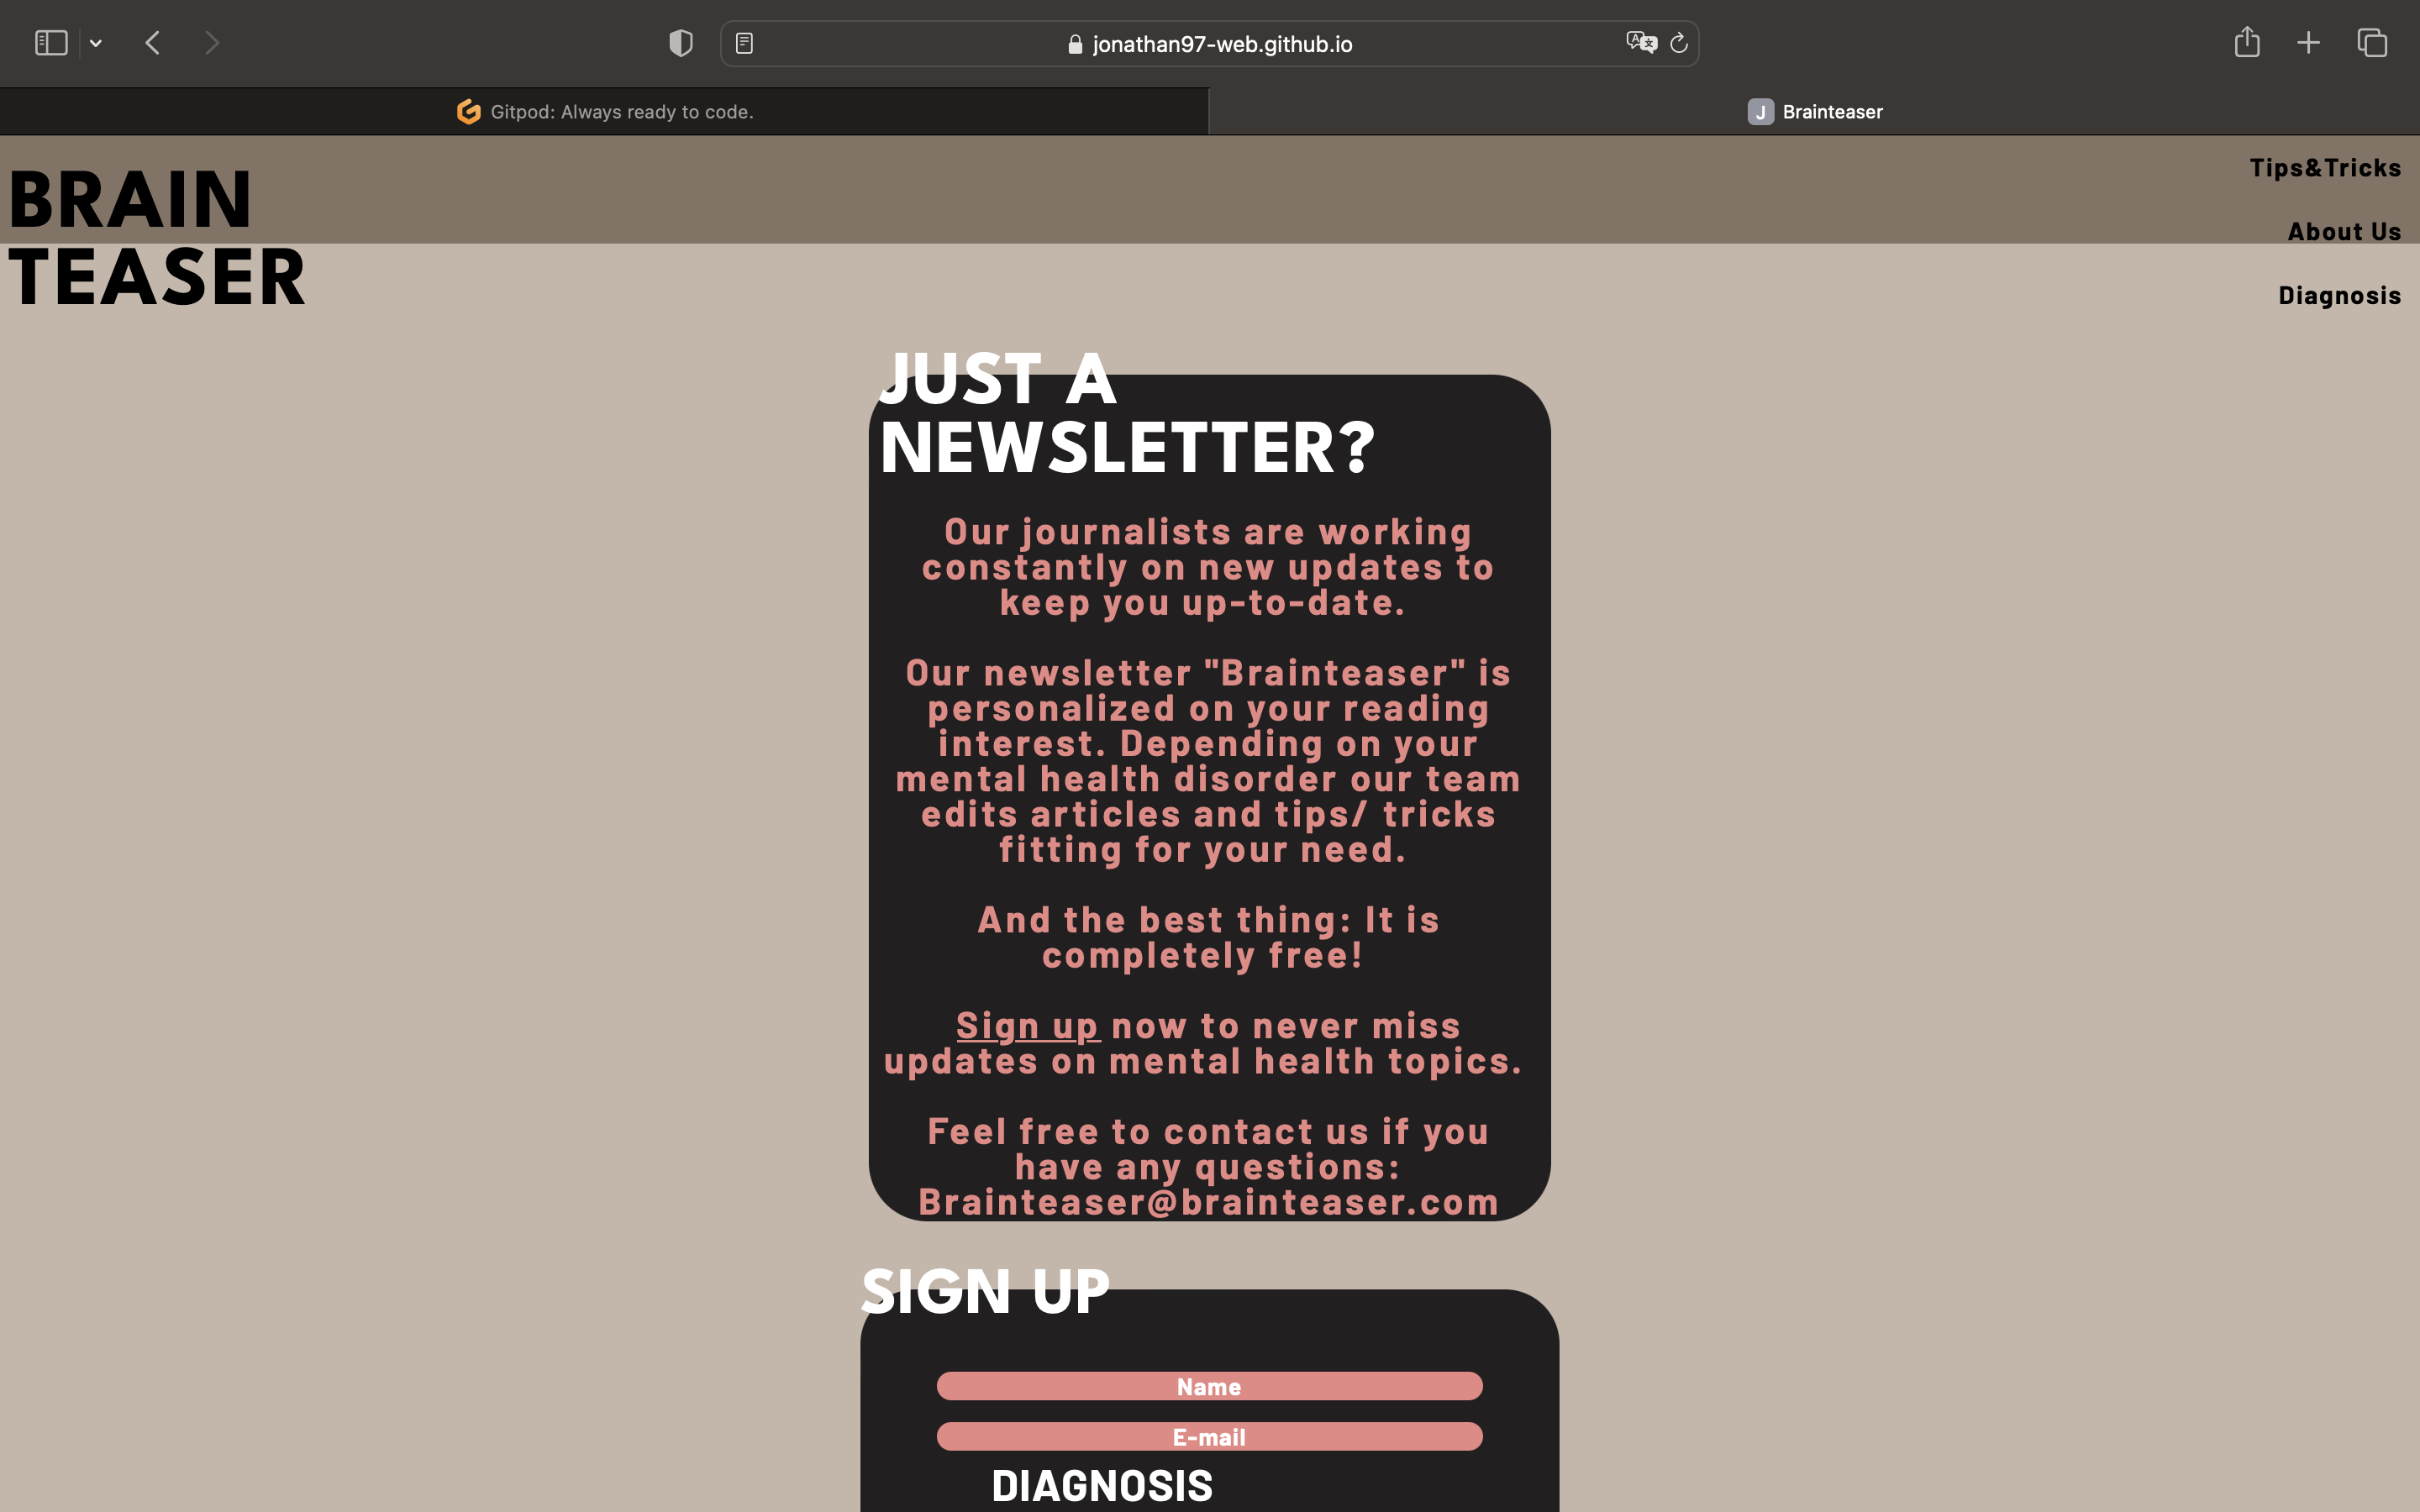 jonathan97-web.github.io
Gitpod: Always ready to code.
J Brainteaser
BRAIN
TEASER
Tips&Tricks
About Us
Diagnosis
JUST A
NEWSLETTER?
Our journalists are working
constantly on new updates to
keep you up-to-date.
Our newsletter "Brainteaser" is
personalized on your reading
interest. Depending on your
mental health disorder our team
edits articles and tips/ tricks
fitting for your need.
And the best thing: It is
completely free!
Sign up now to never miss
updates on mental health topics.
Feel free to contact us if you
have any questions:
Brainteaser@brainteaser.com
SIGN UP
Name
E-mail
DIAGNOSIS